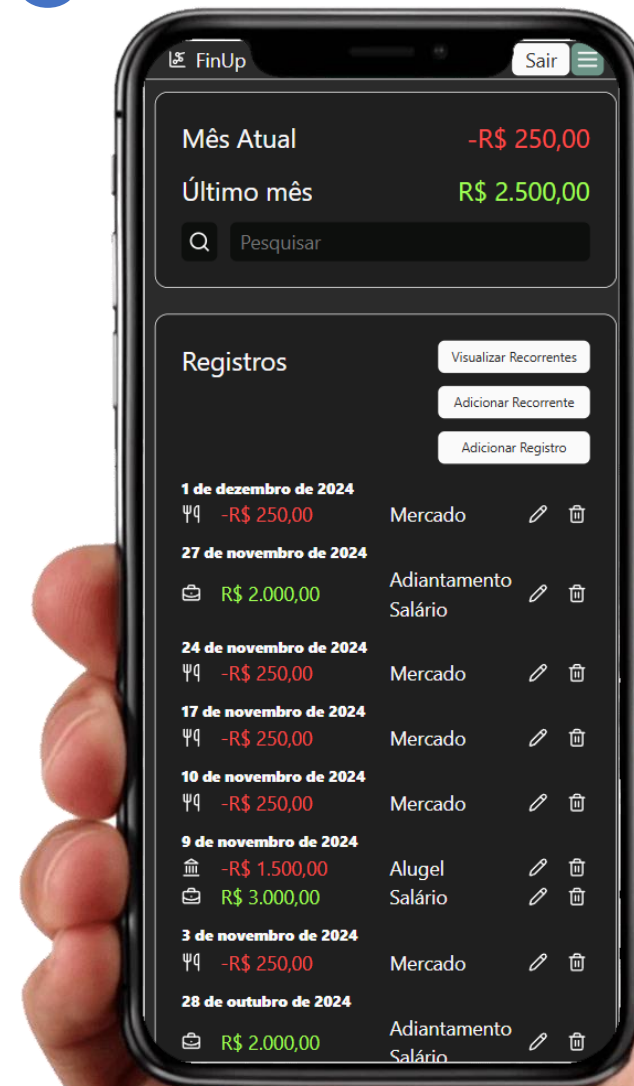 FinUp
Sair
Mês Atual -R$ 250,00
Último mês R$ 2.500,00
Pesquisar
Registros
Visualizar Recorrentes
Adicionar Recorrente
Adicionar Registro
1 de dezembro de 2024
-R$ 250,00 Mercado
27 de novembro de 2024
R$ 2.000,00 Adiantamento
Salário
24 de novembro de 2024
-R$ 250,00 Mercado
17 de novembro de 2024
-R$ 250,00 Mercado
10 de novembro de 2024
-R$ 250,00 Mercado
9 de novembro de 2024
-R$ 1.500,00 Alugel
R$ 3.000,00 Salário
3 de novembro de 2024
-R$ 250,00 Mercado
28 de outubro de 2024
R$ 2.000,00 Adiantamento
Salário